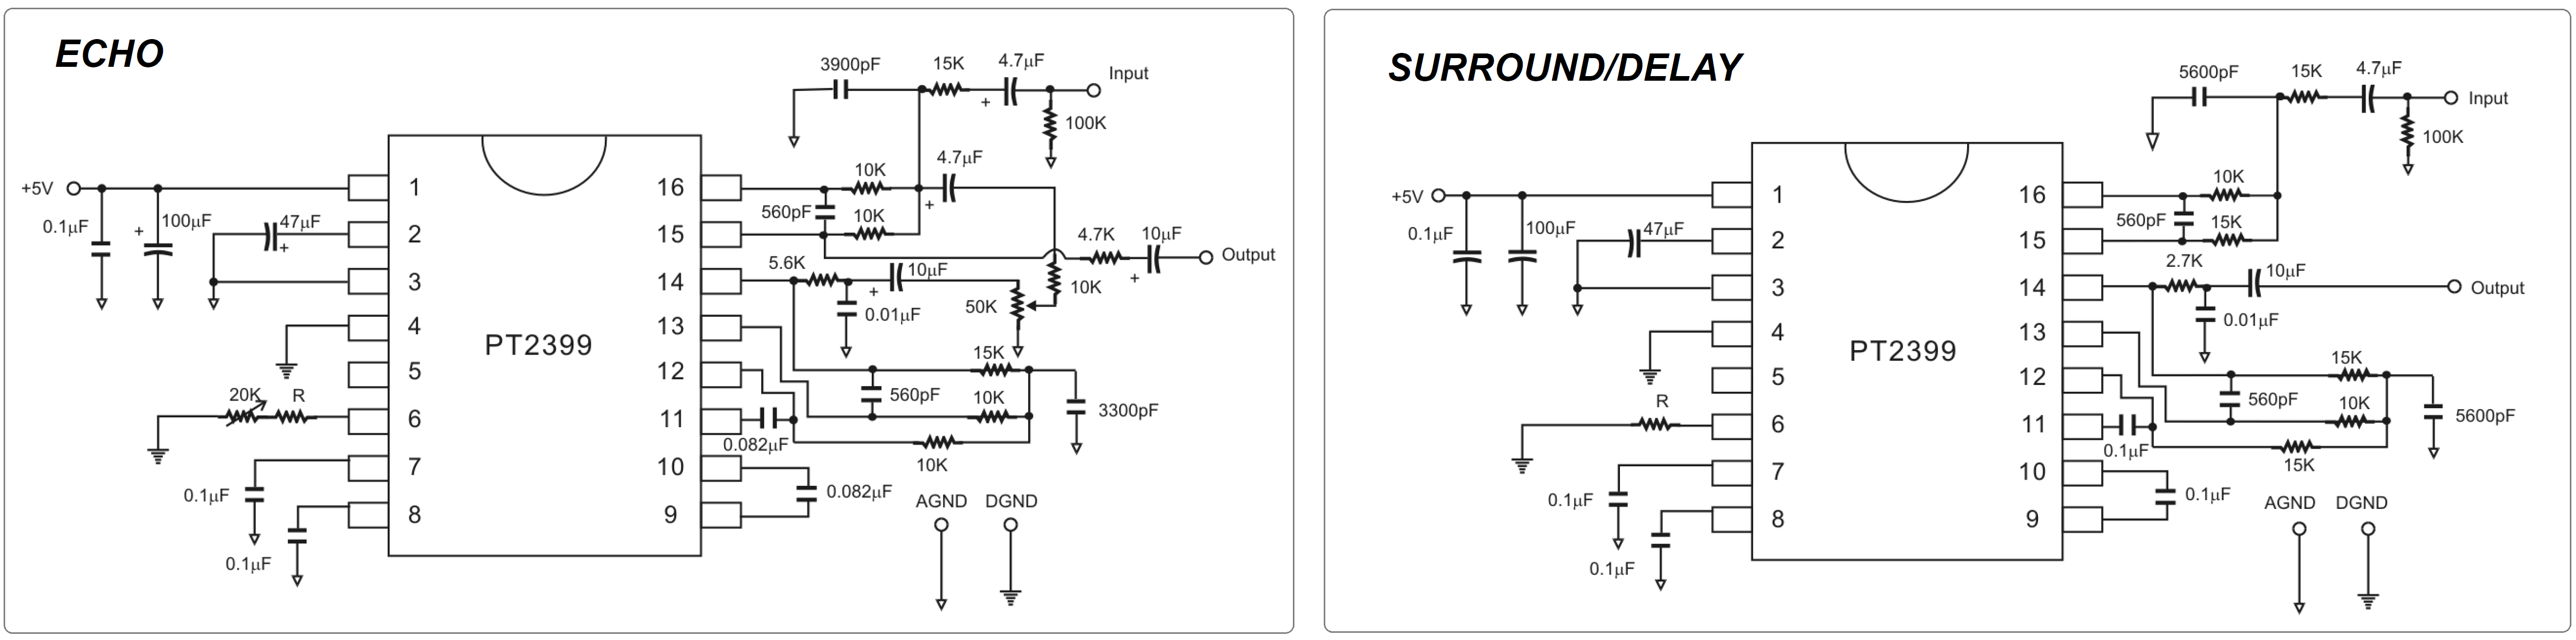 ECHO
3900pF
15K
4.7µF
Input
+
100K
+5V
0.1µF
+
100µF
47µF
+
1
2
3
4
5
6
7
8
PT2399
16
15
14
13
12
11
10
9
10K
4.7µF
+
560pF
10K
4.7K
10µF
Output
+
5.6K
10µF
+
0.01µF
50K
10K
15K
560pF
10K
3300pF
0.082µF
10K
0.082µF
20K
R
0.1µF
0.1µF
AGND
DGND
SURROUND/DELAY
5600pF
15K
4.7µF
Input
100K
+5V
0.1µF
100µF
47µF
1
2
3
4
5
6
7
8
PT2399
16
15
14
13
12
11
10
9
10K
560pF
15K
2.7K
10µF
Output
0.01µF
15K
560pF
10K
5600pF
0.1µF
15K
0.1µF
R
0.1µF
0.1µF
AGND
DGND